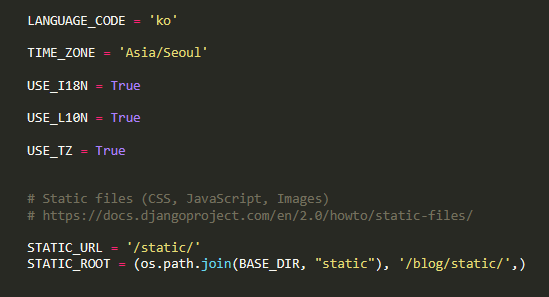 LANGUAGE_CODE = 'ko'
TIME_ZONE = 'Asia/Seoul'
USE_I18N = True
USE_L10N = True
USE_TZ = True
# Static files (CSS, JavaScript, Images)
# https://docs.djangoproject.com/en/2.0/howto/static-files/
STATIC_URL = '/static/'
STATIC_ROOT = (os.path.join(BASE_DIR, "static"), '/blog/static/',)